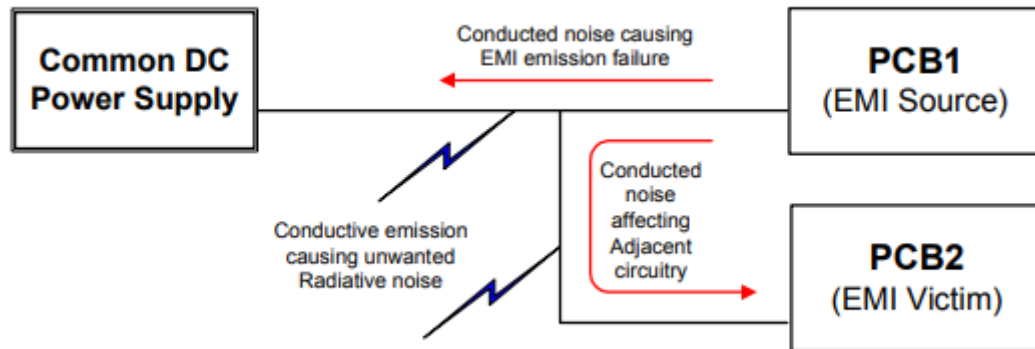 Common DC
Power Supply
Conducted noise causing
EMI emission failure
PCB1
(EMI Source)
Conducted
noise
affecting
Adjacent
circuitry
Conductive emission
causing unwanted
Radiative noise
PCB2
(EMI Victim)